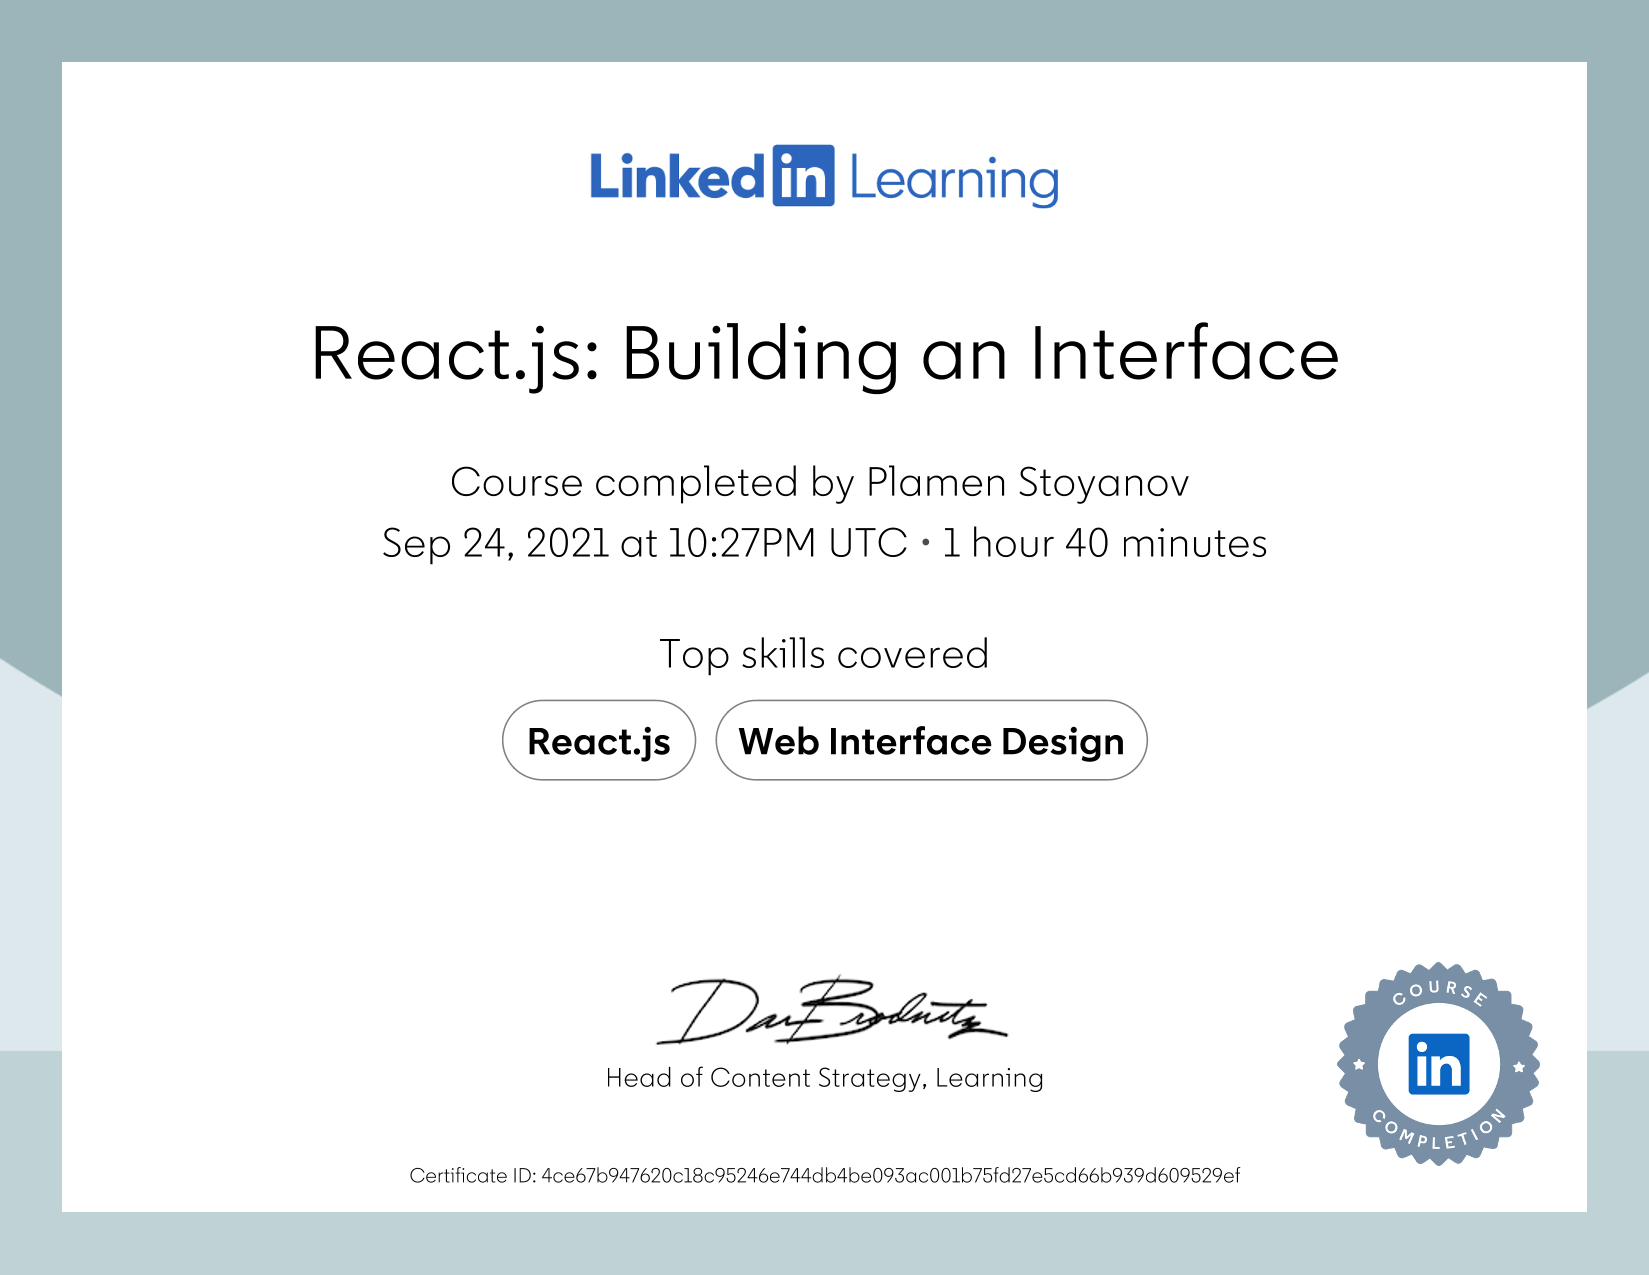 Linked in Learning
React.js: Building an Interface
Course completed by Plamen Stoyanov
Sep 24, 2021 at 10:27PM UTC • 1 hour 40 minutes
Top skills covered
React.js
Web Interface Design
Dan Brodnitz
Head of Content Strategy, Learning
COURSE
in
COMPLETION
Certificate ID: 4ce67b947620c18c95246e744db4be093ac001b75fd27e5cd66b939d609529ef